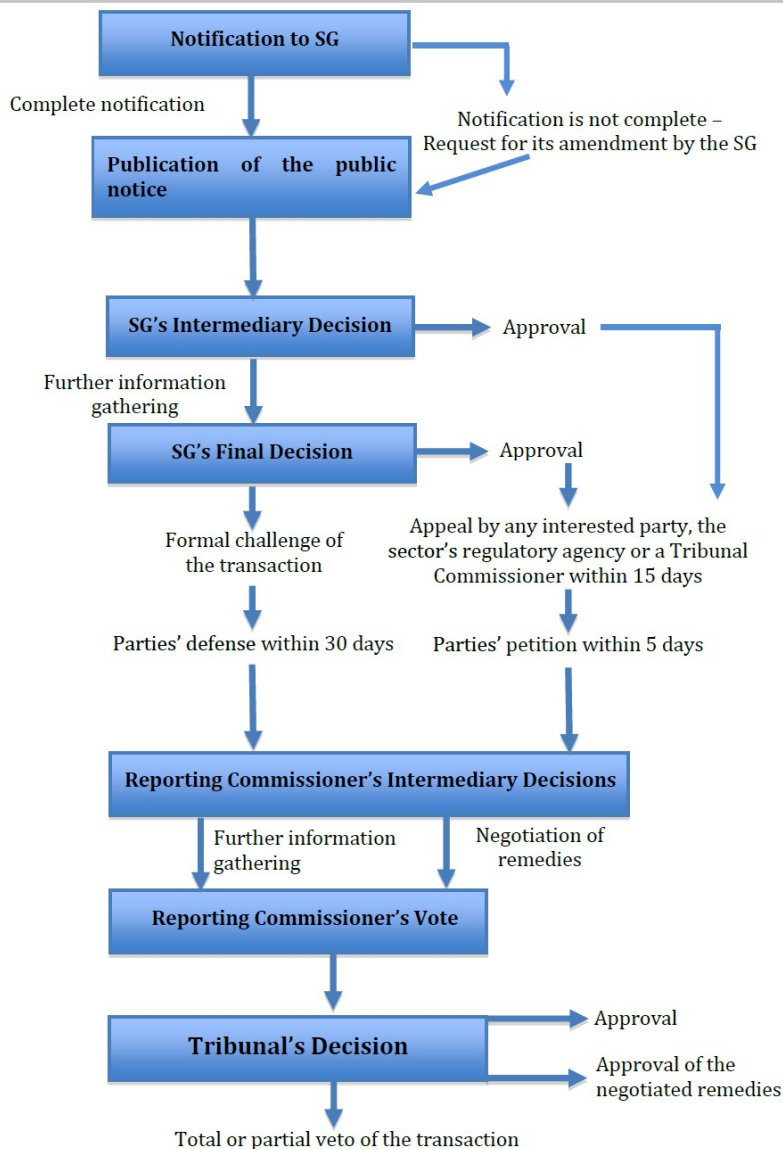 Notification to SG
Complete notification
Notification is not complete –
Request for its amendment by the SG
Publication of the public
notice
SG's Intermediary Decision
Approval
Further information
gathering
SG's Final Decision
Approval
Formal challenge of
the transaction
Appeal by any interested party, the
sector's regulatory agency or a Tribunal
Commissioner within 15 days
Parties' defense within 30 days
Parties' petition within 5 days
Reporting Commissioner's Intermediary Decisions
Further information
gathering
Negotiation of
remedies
Reporting Commissioner's Vote
Tribunal's Decision
Approval
Approval of the
negotiated remedies
Total or partial veto of the transaction